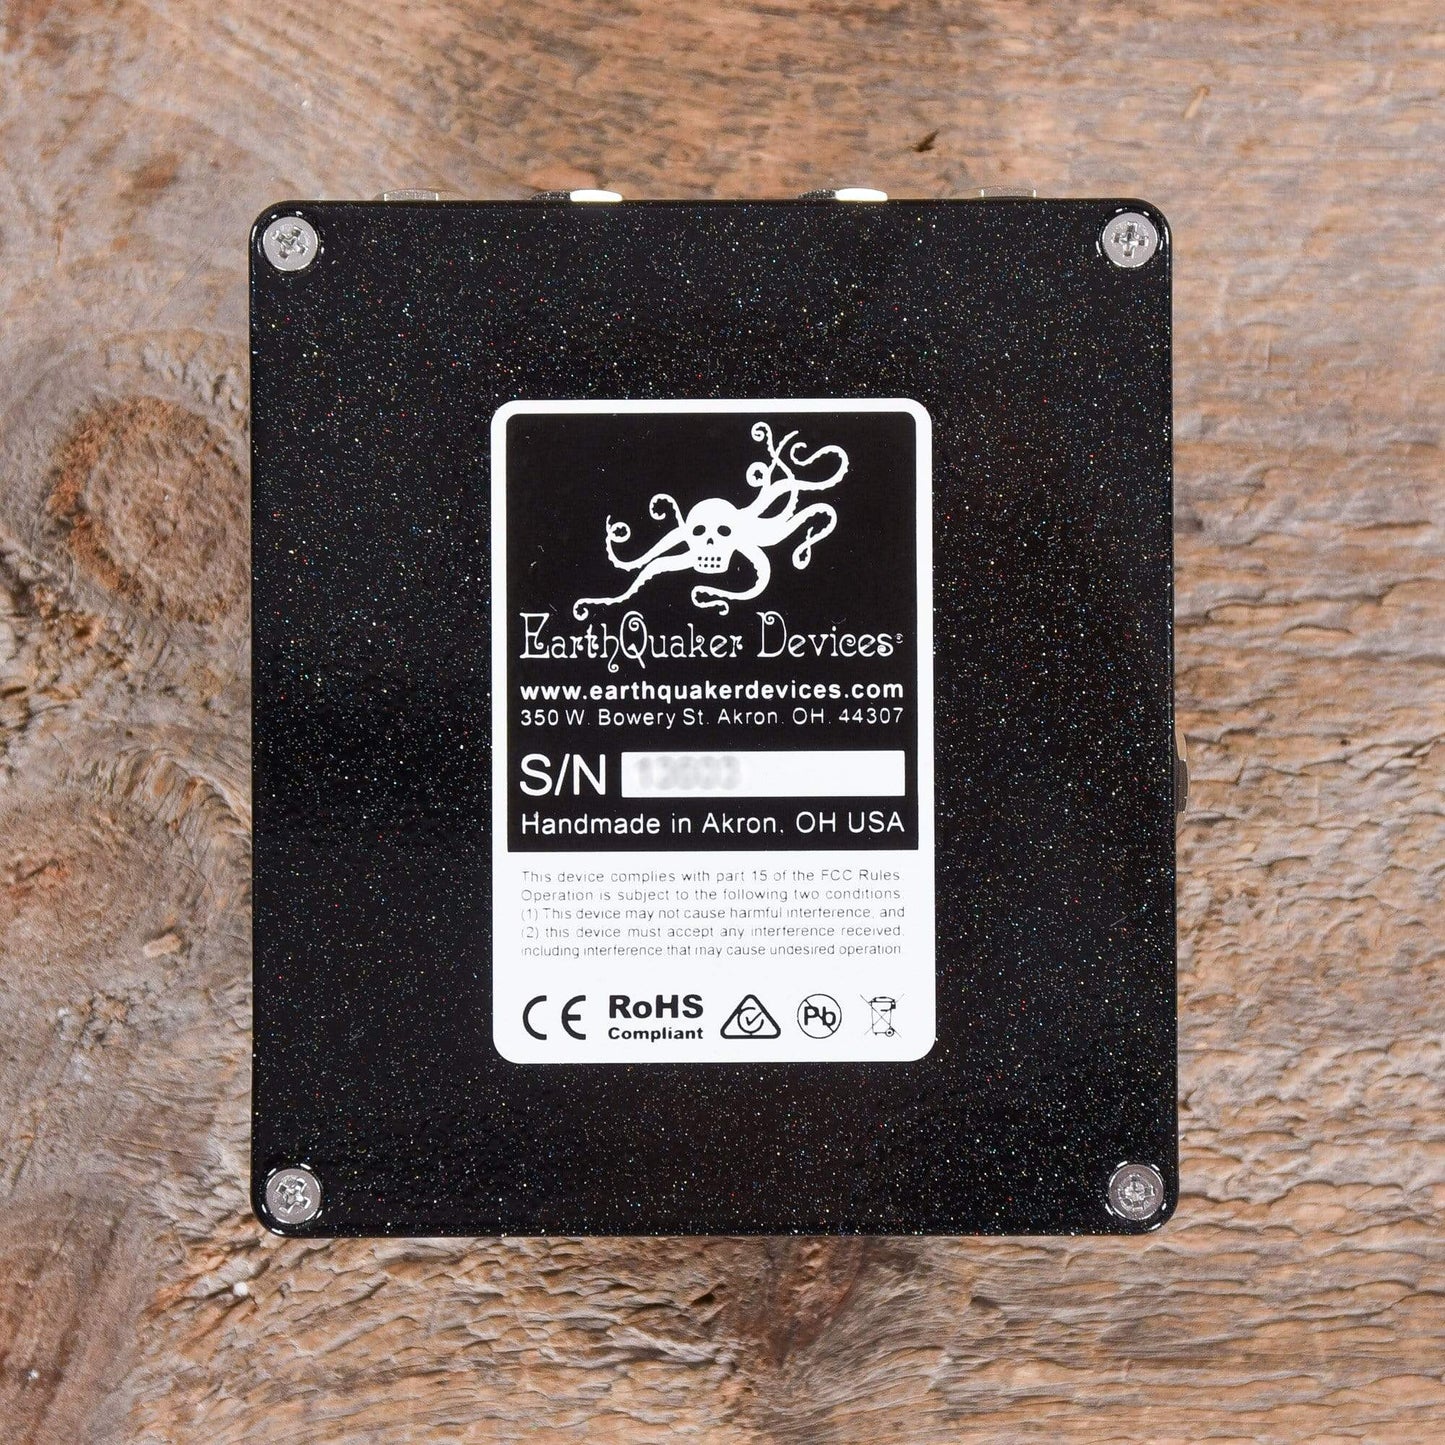 EarthQuaker Devices
www.earthquakerdevices.com
350 W. Bowery St. Akron. OH. 44307
S/N
Handmade in Akron, OH USA
This device complies with part 15 of the FCC Rules
Operation is subject to the following two conditions
(1) This device may not cause harmful interference, and
(2) this device must accept any interference received,
including interference that may cause undesired operation
CE RoHS Pb
Compliant